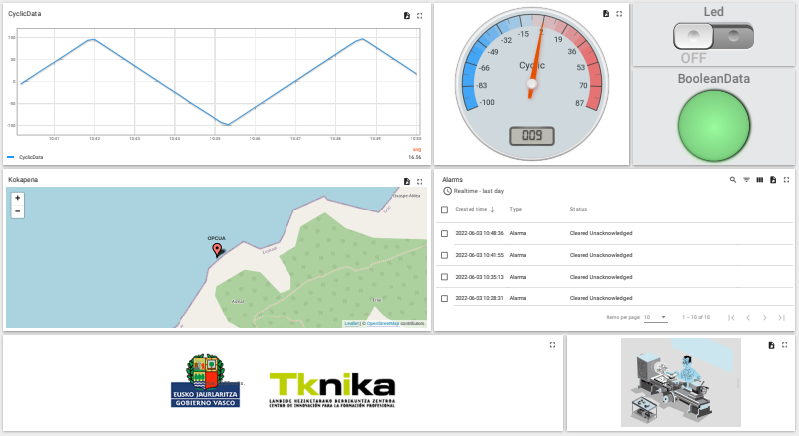 CyclicData
100
50
0
-50
-100
10:41
10:42
10:43
10:44
10:45
10:46
10:47
10:48
10:49
10:50
avg
CyclicData
16.56
-100
-83
-66
-49
-32
-15
2
19
36
53
70
87
Cyclic
009
Led
OFF
BooleanData
Kokapena
+
−
OPCUA
Leaflet | © OpenStreetMap contributors
Alarms
Realtime - last day
Created time ↓ Type Status
2022-06-03 10:48:36 Alarma Cleared Unacknowledged
2022-06-03 10:41:55 Alarma Cleared Unacknowledged
2022-06-03 10:35:13 Alarma Cleared Unacknowledged
2022-06-03 10:28:31 Alarma Cleared Unacknowledged
Items per page: 10 1 – 10 of 10
EUSKO JAURLARITZA
GOBIERNO VASCO
Tknika
LANBIDE HEZIKETAKO BERRIKUNTZA ZENTROA
CENTRO DE INNOVACIÓN PARA LA FORMACIÓN PROFESIONAL